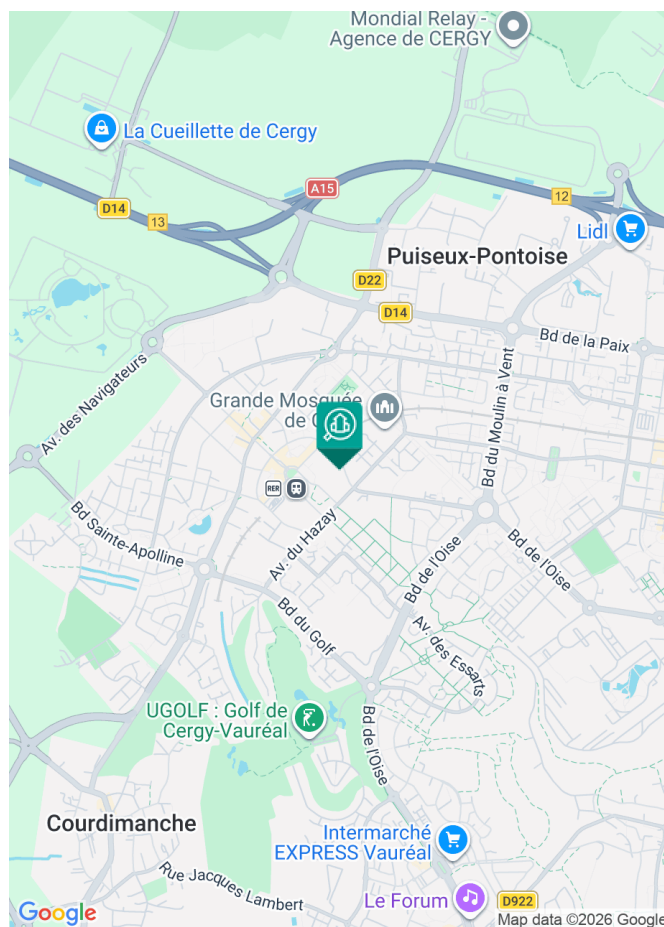 Mondial Relay -
Agence de CERGY
La Cueillette de Cergy
A15
D14
13
12
Lidl
Puiseux-Pontoise
D22
D14
Bd de la Paix
Av. des Navigateurs
Bd du Moulin à Vent
Grande Mosquée
RER
Bd Sainte-Apolline
Av. du Hazay
Bd de l'Oise
Bd de l'Oise
Bd du Golf
Av. des Essarts
UGOLF : Golf de
Cergy-Vauréal
Bd de l'Oise
Courdimanche
Intermarché
EXPRESS Vauréal
Rue Jacques Lambert
Le Forum
D922
Google
Map data ©2026 Google